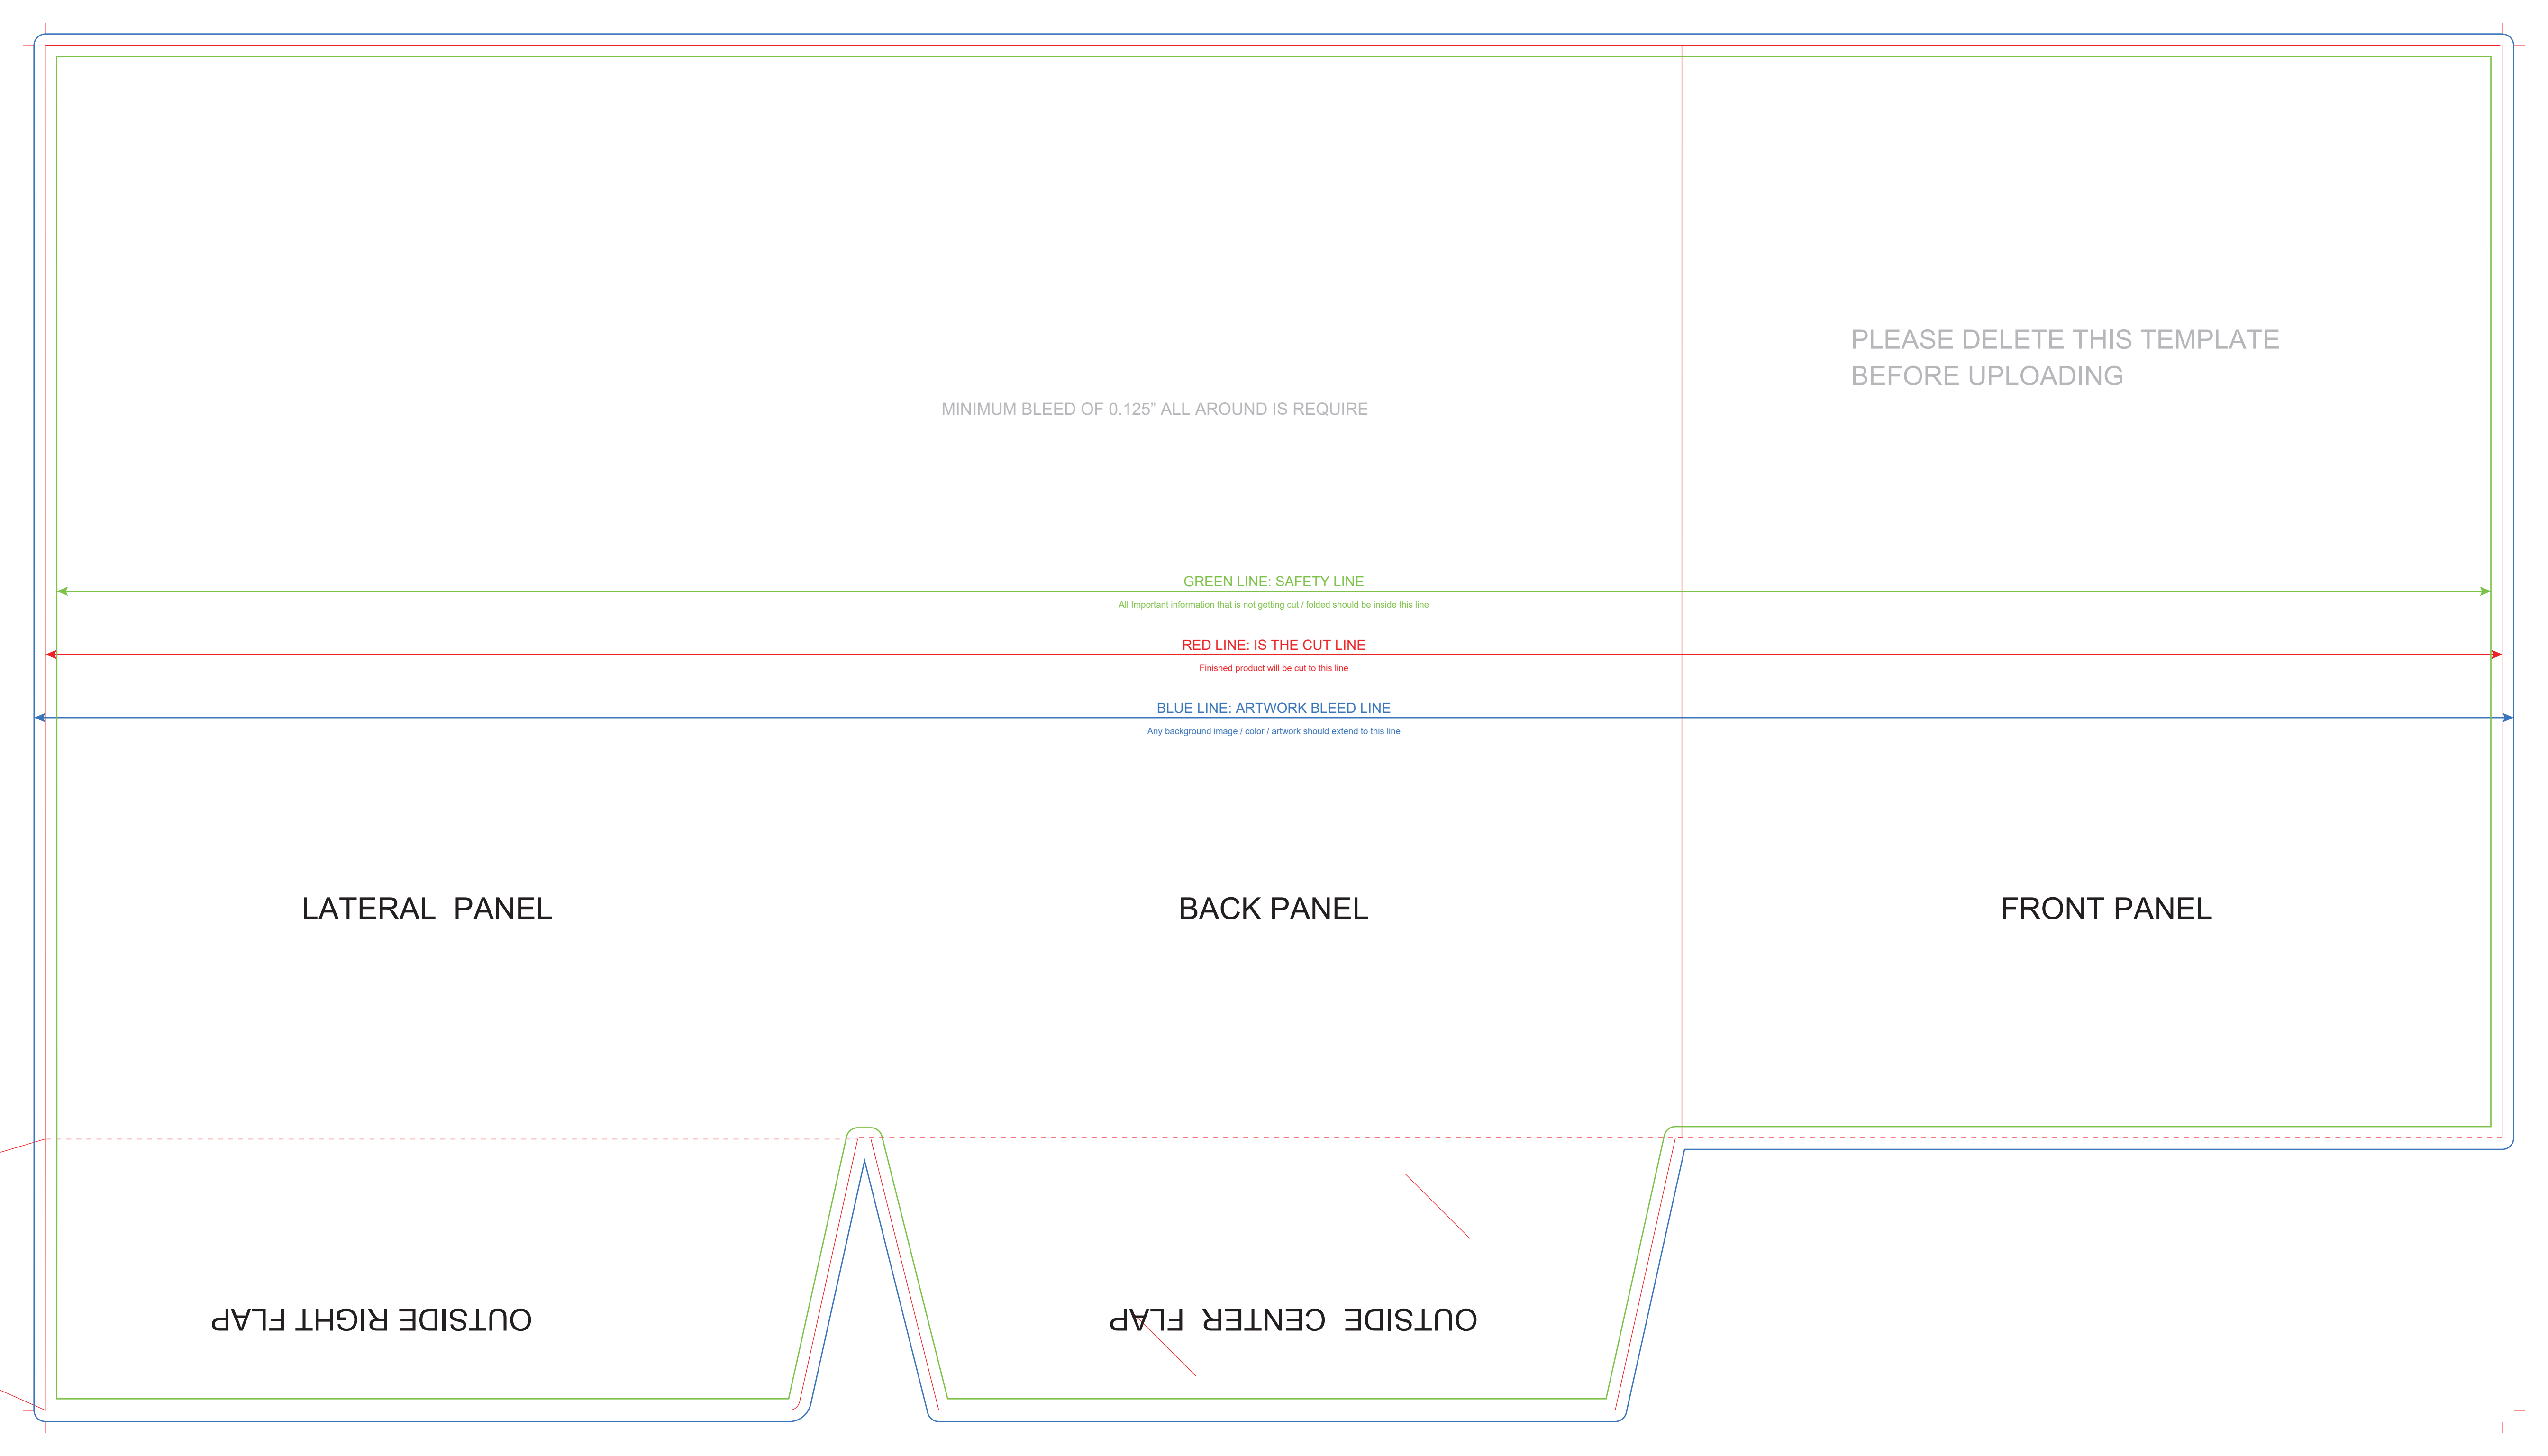 PLEASE DELETE THIS TEMPLATE
BEFORE UPLOADING
MINIMUM BLEED OF 0.125” ALL AROUND IS REQUIRE
GREEN LINE: SAFETY LINE
All Important information that is not getting cut / folded should be inside this line
RED LINE: IS THE CUT LINE
Finished product will be cut to this line
BLUE LINE: ARTWORK BLEED LINE
Any background image / color / artwork should extend to this line
LATERAL PANEL
BACK PANEL
FRONT PANEL
OUTSIDE RIGHT FLAP
OUTSIDE CENTER FLAP